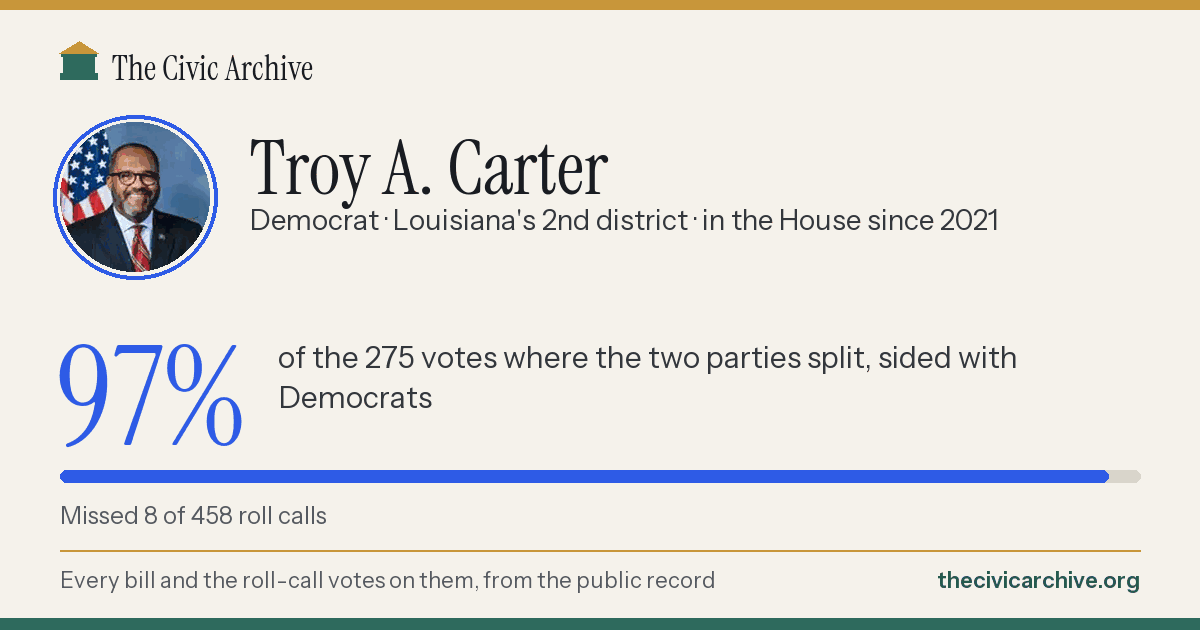 The Civic Archive
Troy A. Carter
Democrat · Louisiana's 2nd district · in the House since 2021
97%
of the 275 votes where the two parties split, sided with
Democrats
Missed 8 of 458 roll calls
Every bill and the roll-call votes on them, from the public record
thecivicarchive.org